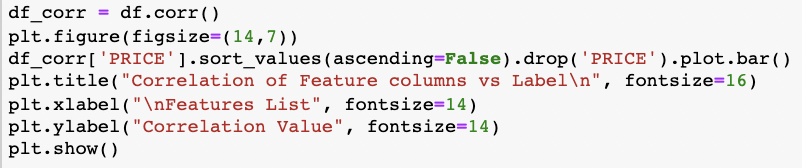 df_corr = df.corr()
plt.figure(figsize=(14,7))
df_corr['PRICE'].sort_values(ascending=False).drop('PRICE').plot.bar()
plt.title("Correlation of Feature columns vs Label\n", fontsize=16)
plt.xlabel("\nFeatures List", fontsize=14)
plt.ylabel("Correlation Value", fontsize=14)
plt.show()